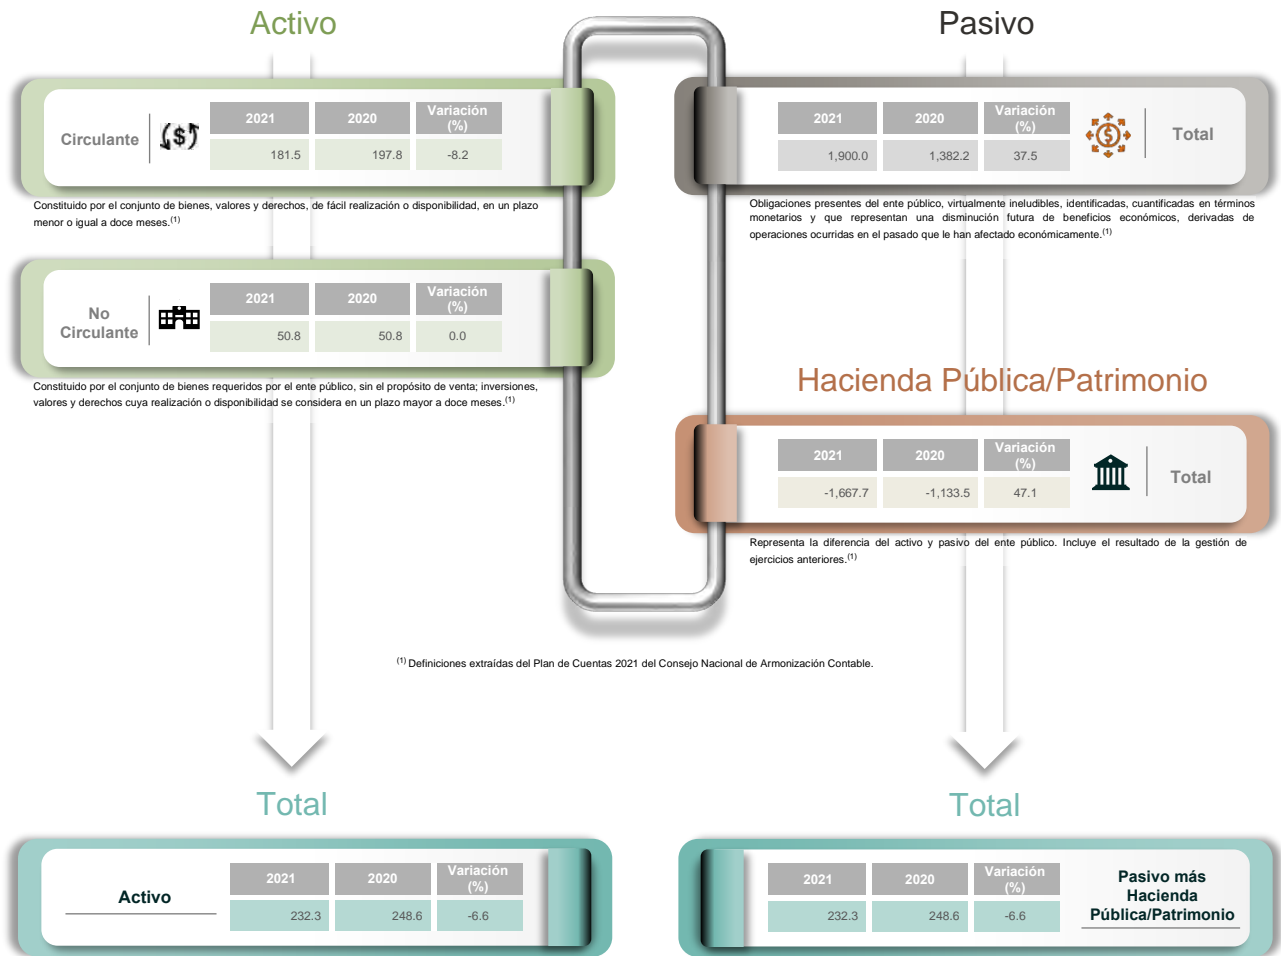 Activo
Circulante
2021 2020 Variación (%)
181.5 197.8 -8.2
Constituido por el conjunto de bienes, valores y derechos, de fácil realización o disponibilidad, en un plazo
menor o igual a doce meses.(1)
No
Circulante
2021 2020 Variación (%)
50.8 50.8 0.0
Constituido por el conjunto de bienes requeridos por el ente público, sin el propósito de venta; inversiones,
valores y derechos cuya realización o disponibilidad se considera en un plazo mayor a doce meses.(1)
Pasivo
2021 2020 Variación (%)
1,900.0 1,382.2 37.5
Total
Obligaciones presentes del ente público, virtualmente ineludibles, identificadas, cuantificadas en términos
monetarios y que representan una disminución futura de beneficios económicos, derivadas de
operaciones ocurridas en el pasado que le han afectado económicamente.(1)
Hacienda Pública/Patrimonio
2021 2020 Variación (%)
-1,667.7 -1,133.5 47.1
Total
Representa la diferencia del activo y pasivo del ente público. Incluye el resultado de la gestión de
ejercicios anteriores.(1)
(1) Definiciones extraídas del Plan de Cuentas 2021 del Consejo Nacional de Armonización Contable.
Total
Activo
2021 2020 Variación (%)
232.3 248.6 -6.6
Total
2021 2020 Variación (%)
232.3 248.6 -6.6
Pasivo más
Hacienda
Pública/Patrimonio